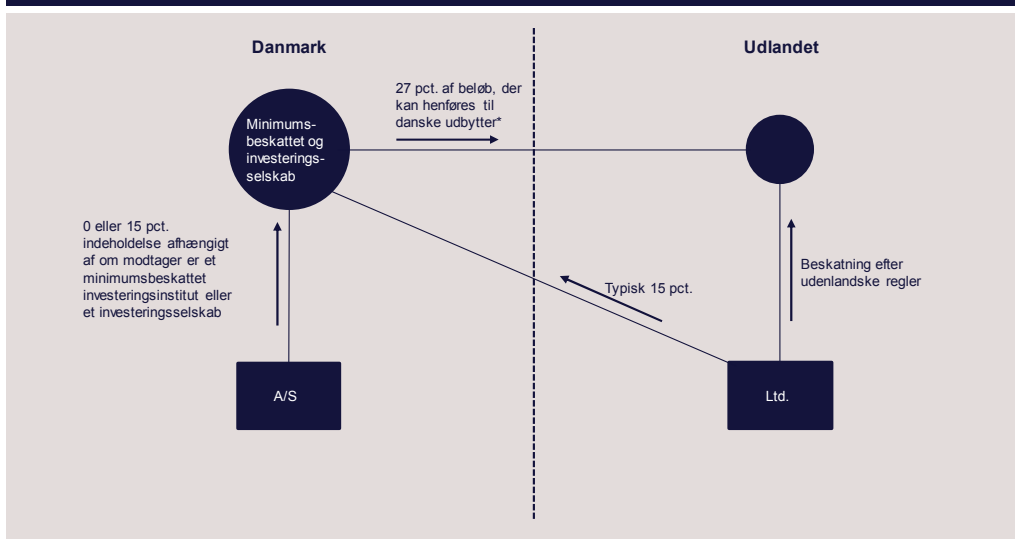 Danmark
Udlandet
27 pct. af beløb, der
kan henføres til
danske udbytter*
Minimums-
beskattet og
investerings-
selskab
0 eller 15 pct.
indeholdelse afhængigt
af om modtager er et
minimumsbeskattet
investeringsinstitut eller
et investeringsselskab
Typisk 15 pct.
Beskatning efter
udenlandske regler
A/S
Ltd.